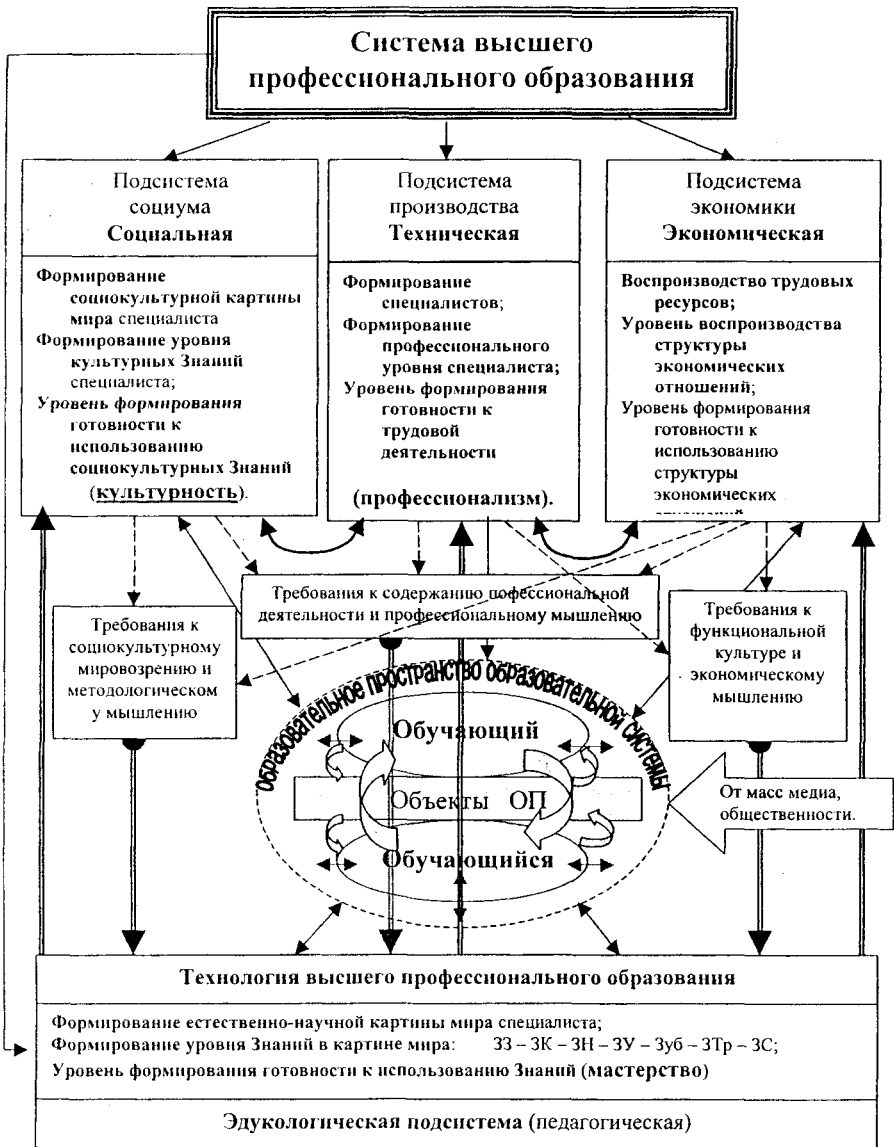 Система высшего
профессионального образования
Подсистема
социума
Социальная
Формирование
социокультурной картины
мира специалиста
Формирование уровня
культурных Знаний
специалиста;
Уровень формирования
готовности к
использованию
социокультурных Знаний
(культурность).
Подсистема
производства
Техническая
Формирование
специалистов;
Формирование
профессионального
уровня специалиста;
Уровень формирования
готовности к
трудовой
деятельности
(профессионализм).
Подсистема
экономики
Экономическая
Воспроизводство трудовых
ресурсов;
Уровень воспроизводства
структуры
экономических
отношений;
Уровень формирования
готовности к
использованию
структуры
экономических
Требования к содержанию пофессиональной
деятельности и профессиональному мышлению
Требования к
социокультурному
мировозрению и
методологическом
у мышлению
Требования к
функциональной
культуре и
экономическому
мышлению
Образовательное пространство образовательной системы
Обучающий
Объекты ОП
Обучающийся
От масс медиа,
общественности.
Технология высшего профессионального образования
Формирование естественно-научной картины мира специалиста;
Формирование уровня Знаний в картине мира: ЗЗ – ЗК – ЗН – ЗУ – Зуб – ЗТр – ЗС;
Уровень формирования готовности к использованию Знаний (мастерство)
Эдукологическая подсистема (педагогическая)